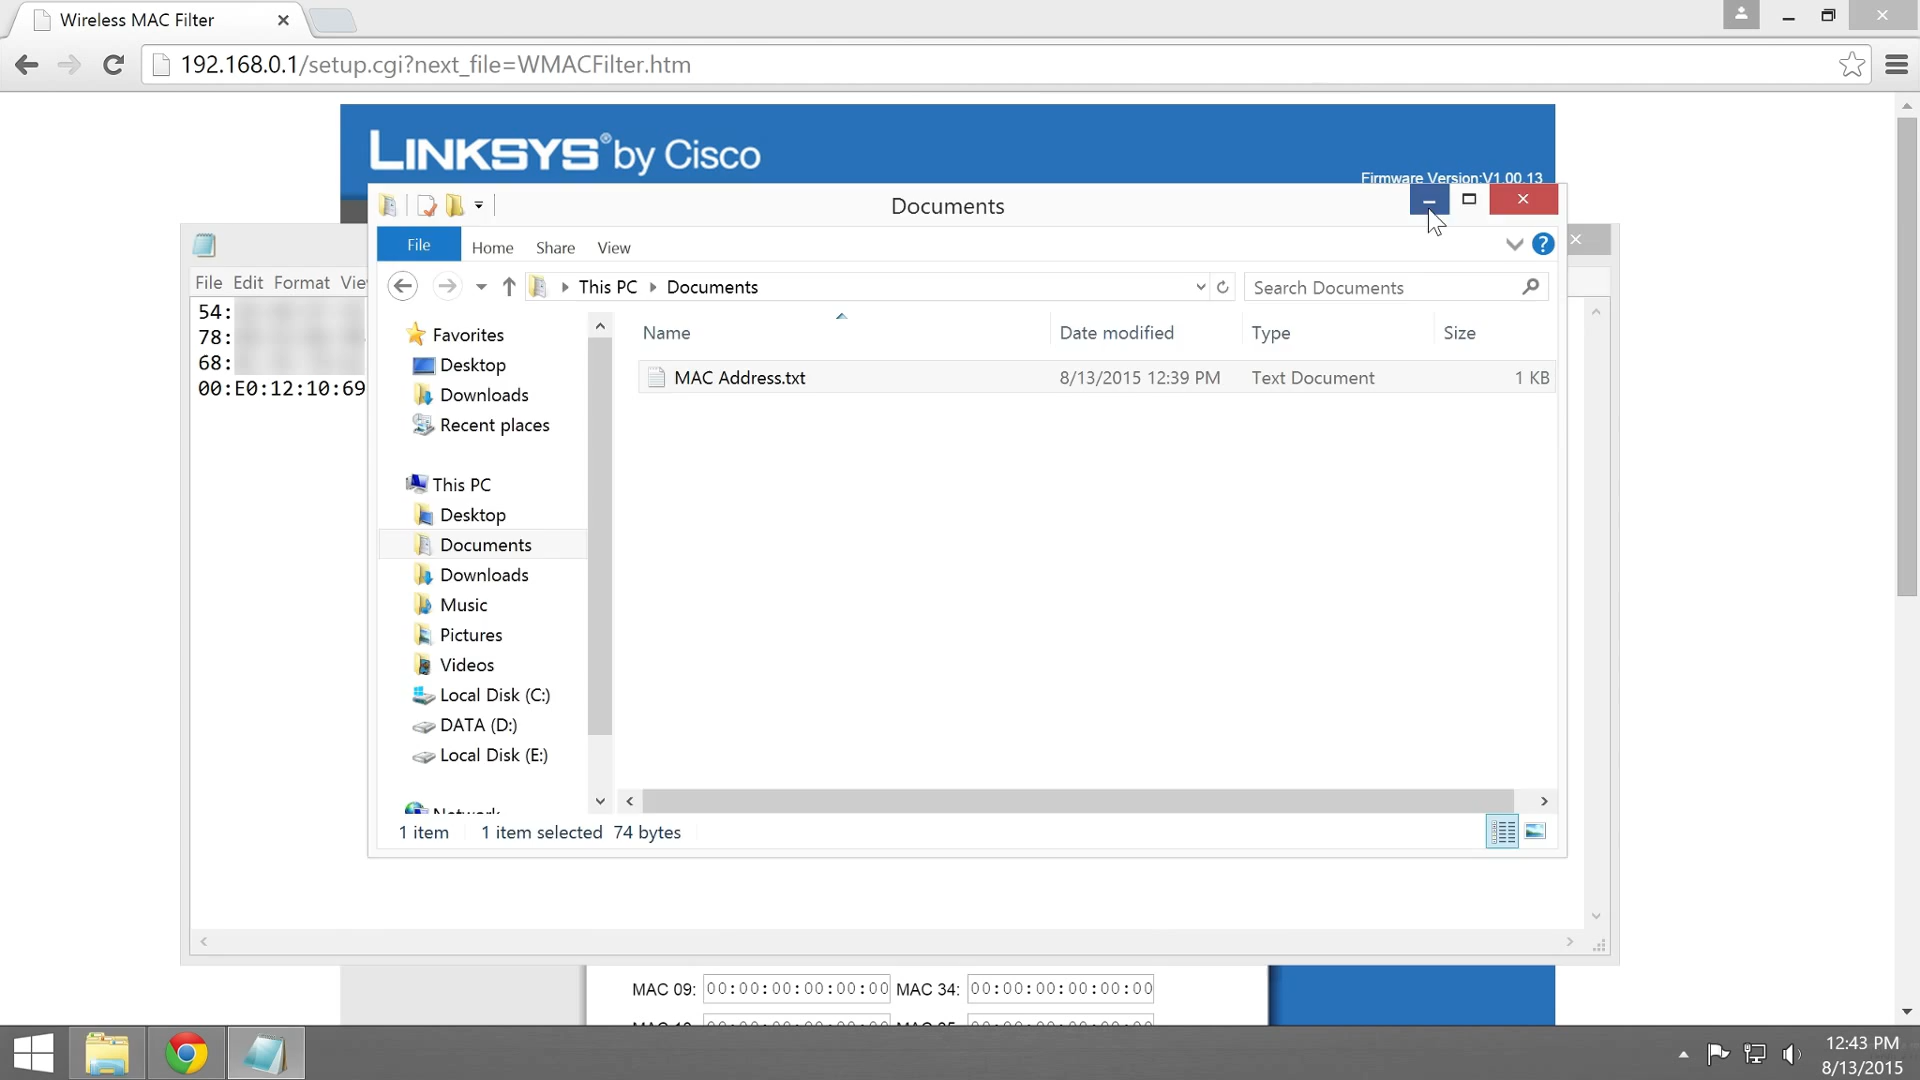 Wireless MAC Filter
192.168.0.1/setup.cgi?next_file=WMACFilter.htm
LINKSYS® by Cisco
Firmware Version:V1.00.13
Documents
File Home Share View
This PC Documents
Search Documents
File Edit Format
54:
78:
68:
00:E0:12:10:69
Name Date modified Type Size
MAC Address.txt 8/13/2015 12:39 PM Text Document 1 KB
Favorites
Desktop
Downloads
Recent places
This PC
Desktop
Documents
Downloads
Music
Pictures
Videos
Local Disk (C:)
DATA (D:)
Local Disk (E:)
Network
1 item 1 item selected 74 bytes
MAC 09: 00:00:00:00:00:00 MAC 34: 00:00:00:00:00:00
12:43 PM
8/13/2015